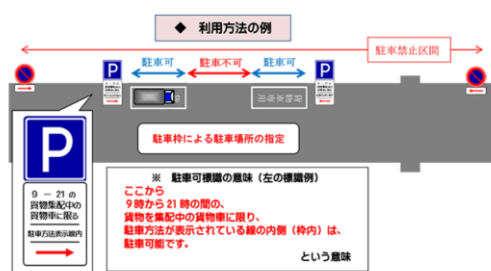 ◆ 利用方法の例
駐車禁止区間
駐車可 駐車不可 駐車可
P
P
駐車枠による駐車場所の指定
P
9－21の
貨物集配中の
貨物車に限る
駐車方法表示線内
※ 駐車可標識の意味（左の標識例）
ここから
9時から21時の間の、
貨物を集配中の貨物車に限り、
駐車方法が表示されている線の内側（枠内）は、
駐車可能です。
という意味